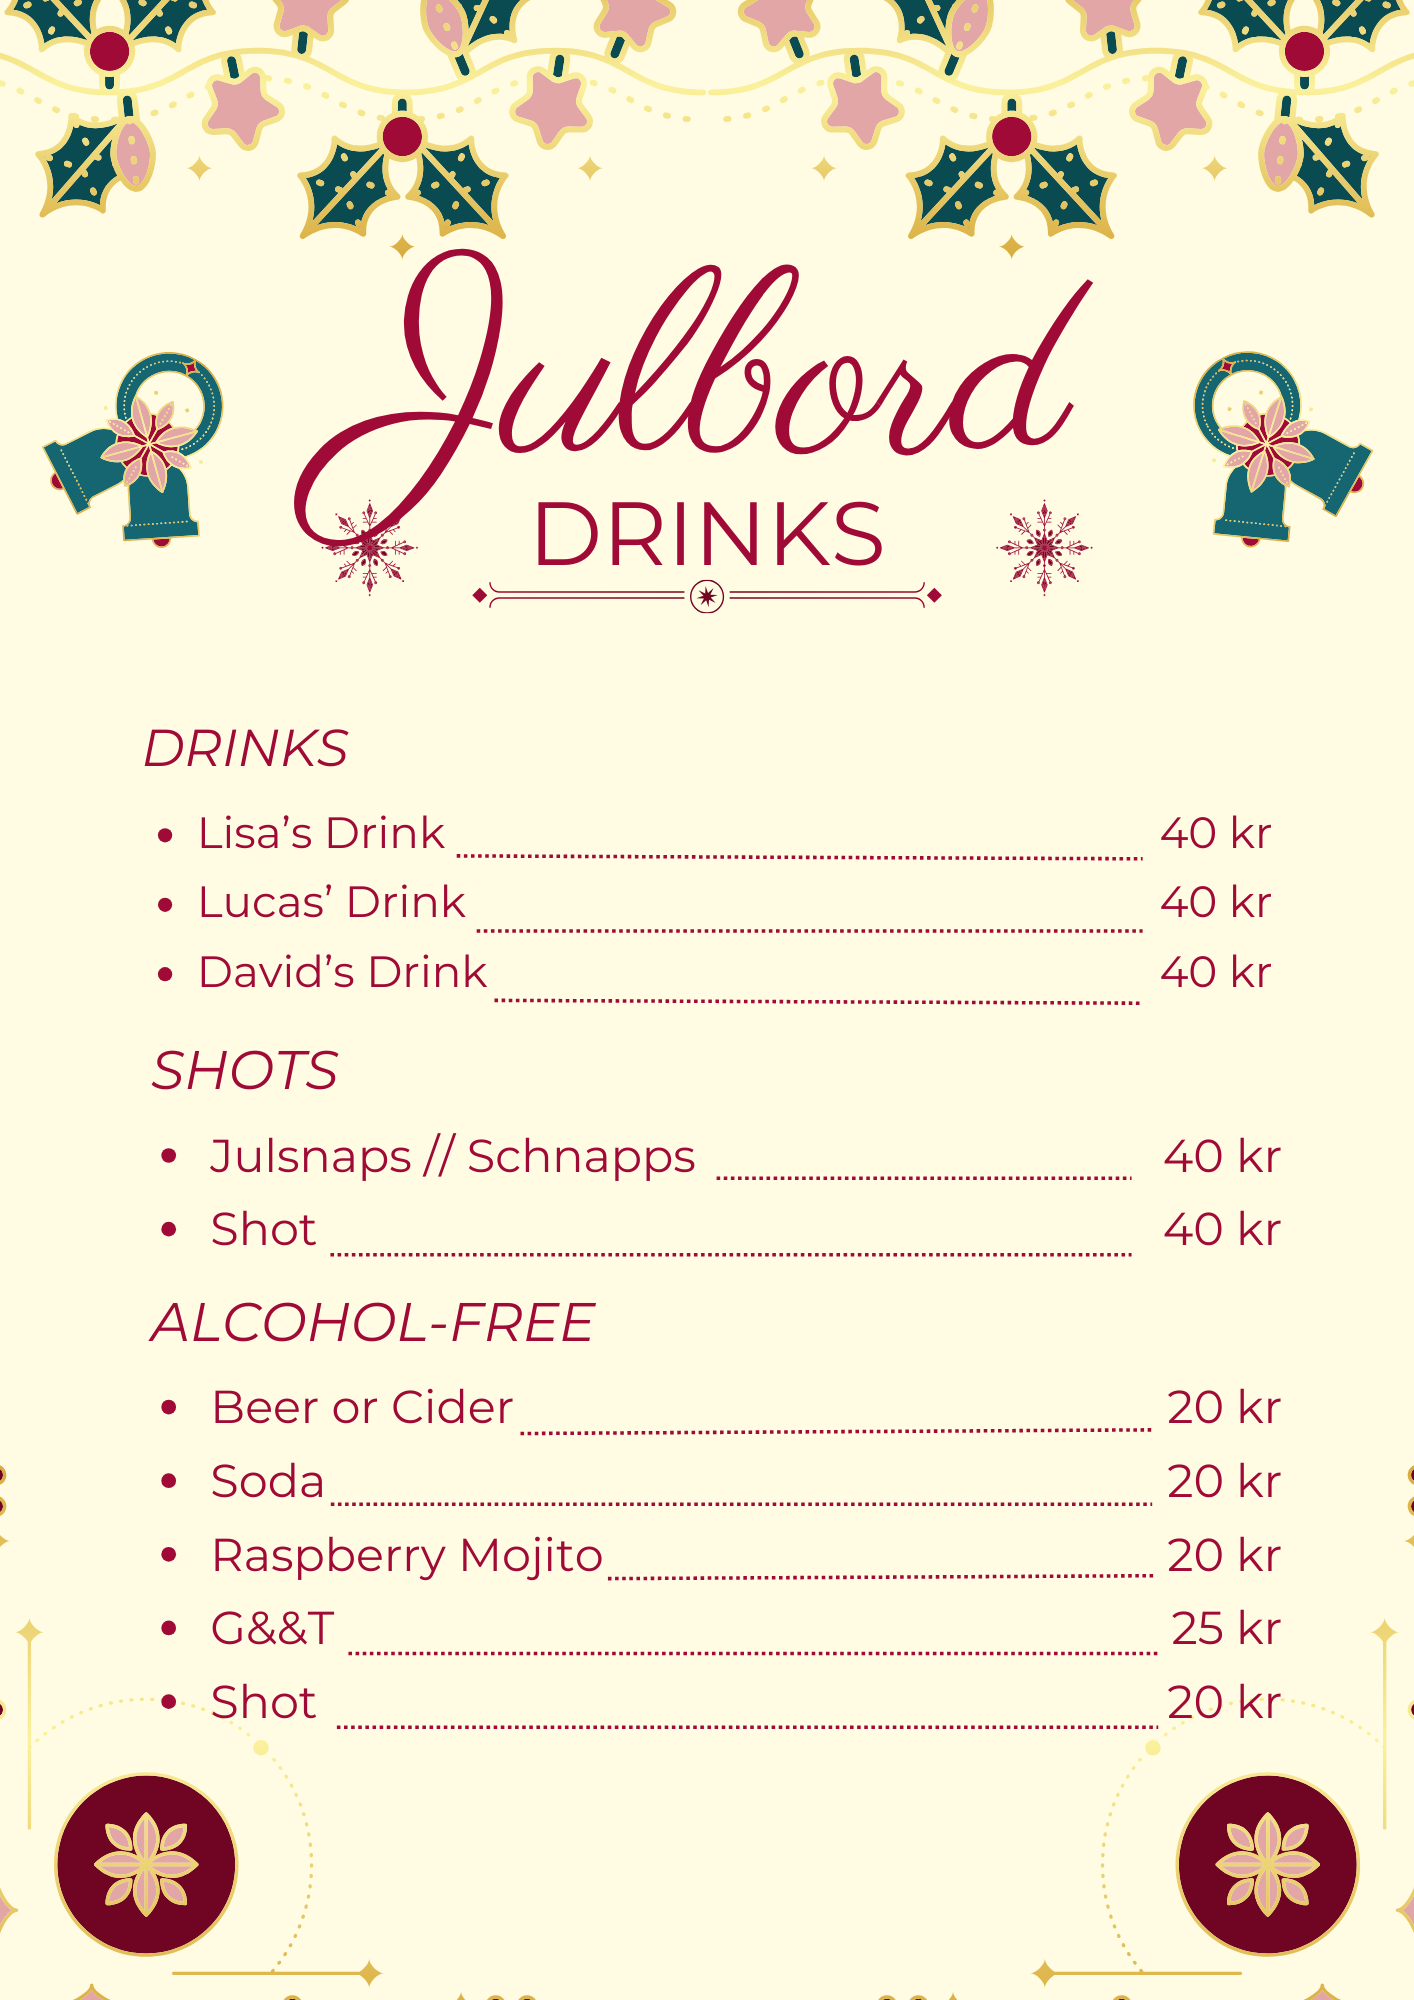 Julbord
DRINKS
DRINKS
• Lisa’s Drink 40 kr
• Lucas’ Drink 40 kr
• David’s Drink 40 kr
SHOTS
• Julsnaps // Schnapps 40 kr
• Shot 40 kr
ALCOHOL-FREE
• Beer or Cider 20 kr
• Soda 20 kr
• Raspberry Mojito 20 kr
• G&&T 25 kr
• Shot 20 kr